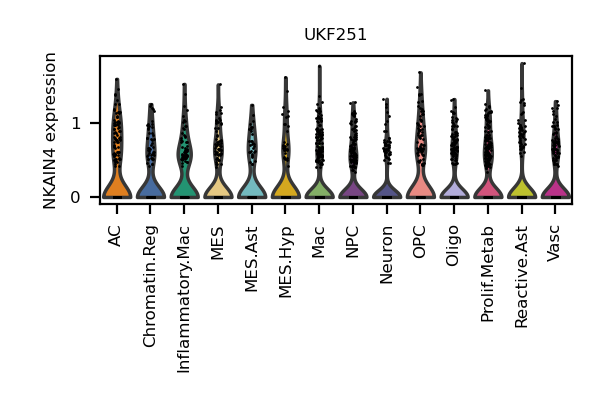 UKF251
NKAIN4 expression
1
0
AC
Chromatin.Reg
Inflammatory.Mac
MES
MES.Ast
MES.Hyp
Mac
NPC
Neuron
OPC
Oligo
Prolif.Metab
Reactive.Ast
Vasc